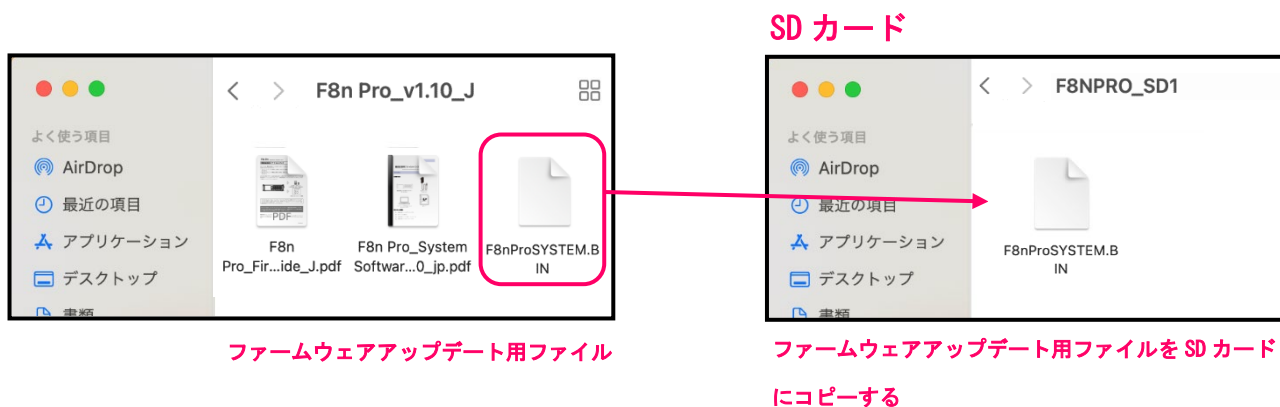 SD カード
F8n Pro_v1.10_J
よく使う項目
AirDrop
最近の項目
アプリケーション
デスクトップ
書類
PDF
F8n
Pro_Fir...ide_J.pdf
F8n Pro_System
Softwar...0_jp.pdf
F8nProSYSTEM.B
IN
ファームウェアアップデート用ファイル
F8NPRO_SD1
よく使う項目
AirDrop
最近の項目
アプリケーション
デスクトップ
書類
F8nProSYSTEM.B
IN
ファームウェアアップデート用ファイルを SD カード
にコピーする